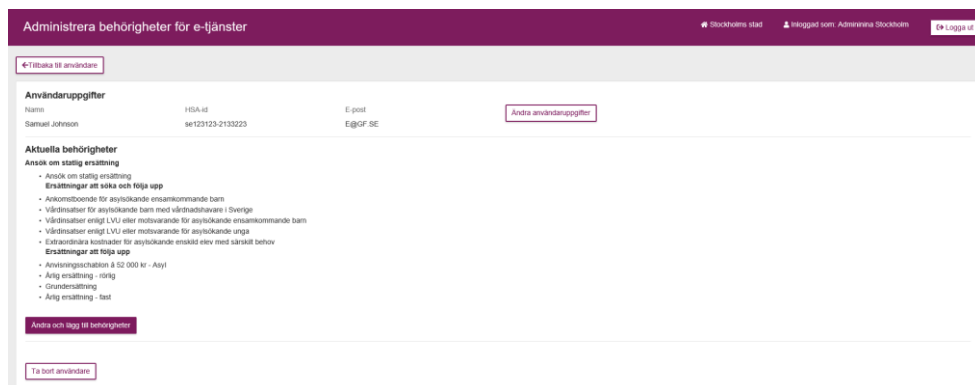 Administrera behörigheter för e-tjänster
Stockholms stad
Inloggad som: Admininina Stockholm
Logga ut
Tillbaka till användare
Användaruppgifter
Namn HSA-id E-post
Ändra användaruppgifter
Samuel Johnson se123123-2133223 E@GF.SE
Aktuella behörigheter
Ansök om statlig ersättning
Ansök om statlig ersättning
Ersättningar att söka och följa upp
Ankomstboende för asylsökande ensamkommande barn
Vårdinsatser för asylsökande barn med vårdnadshavare i Sverige
Vårdinsatser enligt LVU eller motsvarande för asylsökande ensamkommande barn
Vårdinsatser enligt LVU eller motsvarande för asylsökande unga
Extraordinära kostnader för asylsökande enskild elev med särskilt behov
Ersättningar att följa upp
Anvisningsschablon å 52 000 kr - Asyl
Årlig ersättning - rörlig
Grundersättning
Årlig ersättning - fast
Ändra och lägg till behörigheter
Ta bort användare